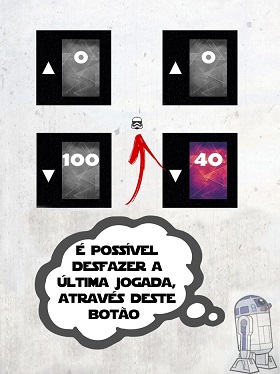 0 0
100 40
É POSSÍVEL
DESFAZER A
ÚLTIMA JOGADA,
ATRAVÉS DESTE
BOTÃO